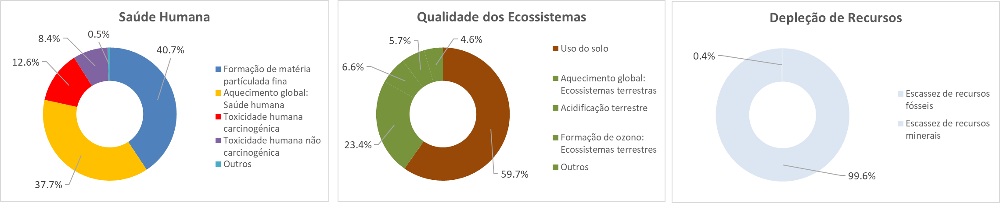 Saúde Humana
0.5%
8.4%
40.7%
12.6%
37.7%
Formação de matéria
partículada fina
Aquecimento global:
Saúde humana
Toxicidade humana
carcinogénica
Toxicidade humana não
carcinogénica
Outros
Qualidade dos Ecossistemas
4.6%
5.7%
6.6%
23.4%
59.7%
Uso do solo
Aquecimento global:
Ecossistemas terrestras
Acidificação terrestre
Formação de ozono:
Ecossistemas terrestres
Outros
Depleção de Recursos
0.4%
99.6%
Escassez de recursos
fósseis
Escassez de recursos
minerais